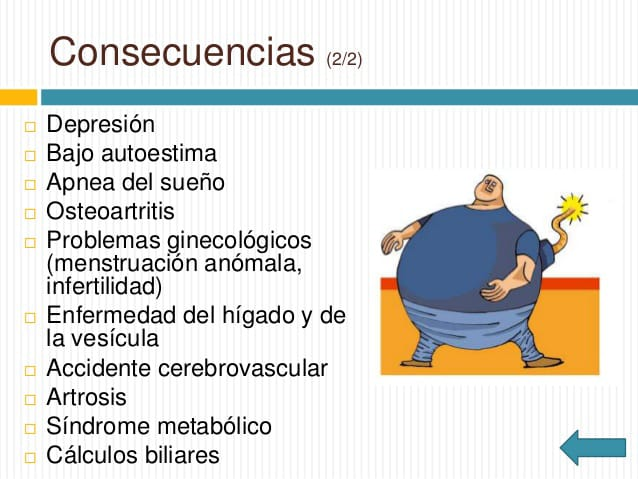 Consecuencias (2/2)
Depresión
Bajo autoestima
Apnea del sueño
Osteoartritis
Problemas ginecológicos
(menstruación anómala,
infertilidad)
Enfermedad del hígado y de
la vesícula
Accidente cerebrovascular
Artrosis
Síndrome metabólico
Cálculos biliares